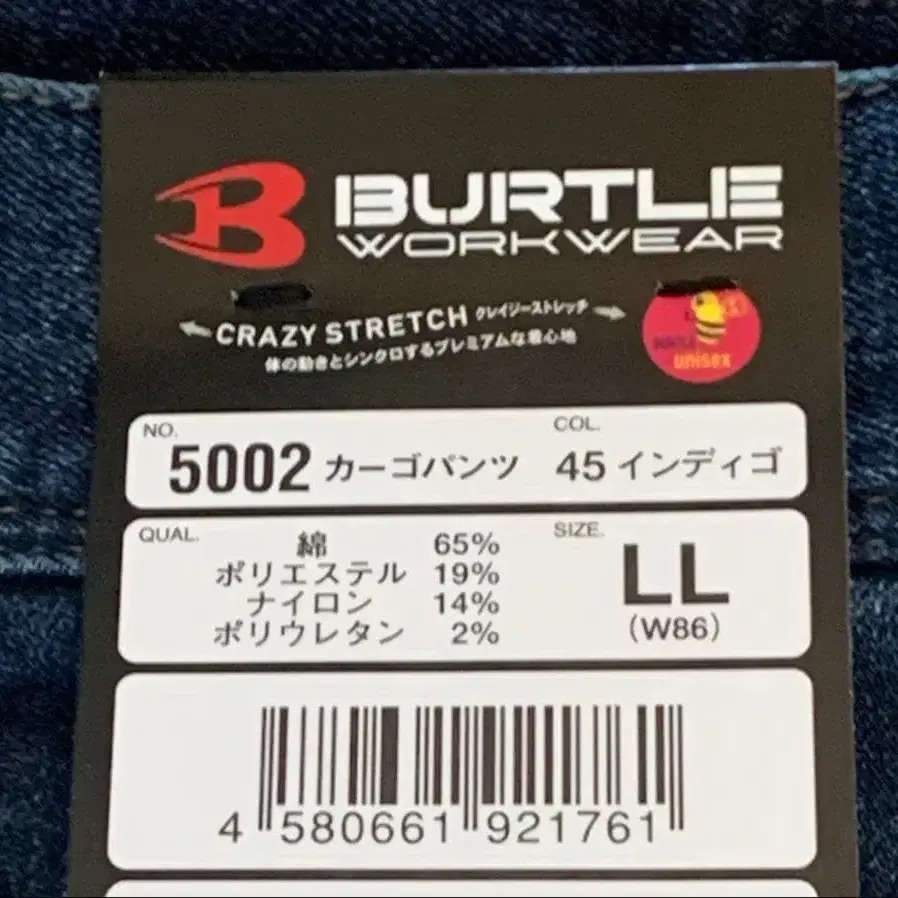 BURTLE
WORKWEAR
CRAZY STRETCH クレイジーストレッチ
体の動きとシンクロするプレミアムな着心地
unisex
NO. COL.
5002 カーゴパンツ 45 インディゴ
QUAL. SIZE.
綿 65%
ポリエステル 19%
ナイロン 14%
ポリウレタン 2%
LL
(W86)
4 580661 921761